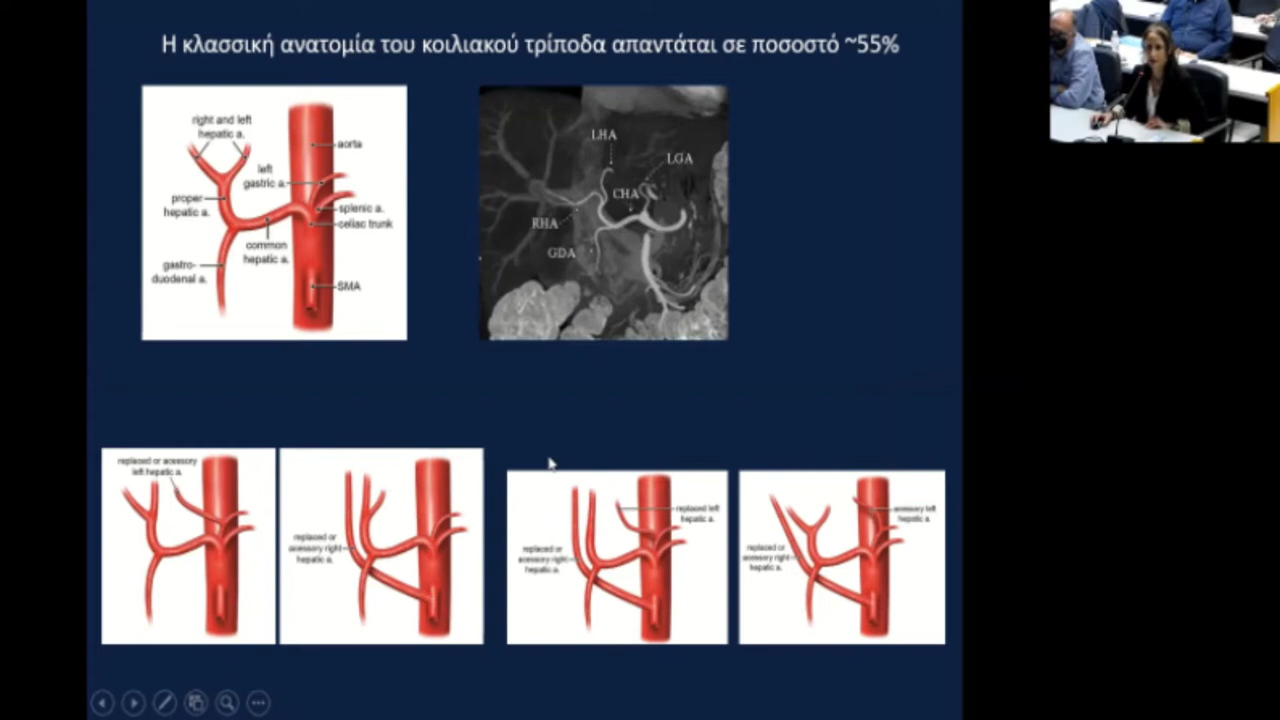 Η κλασσική ανατομία του κοιλιακού τρίποδα απαντάται σε ποσοστό ~55%
right and left
hepatic a.
aorta
left
gastric a.
proper
hepatic a.
splenic a.
celiac trunk
common
hepatic a.
gastro-
duodenal a.
SMA
LHA
LGA
CHA
RHA
GDA
replaced or acessory
left hepatic a.
replaced or
acessory right
hepatic a.
replaced left
hepatic a.
replaced or
acessory right
hepatic a.
acessory left
hepatic a.
replaced or
acessory right
hepatic a.